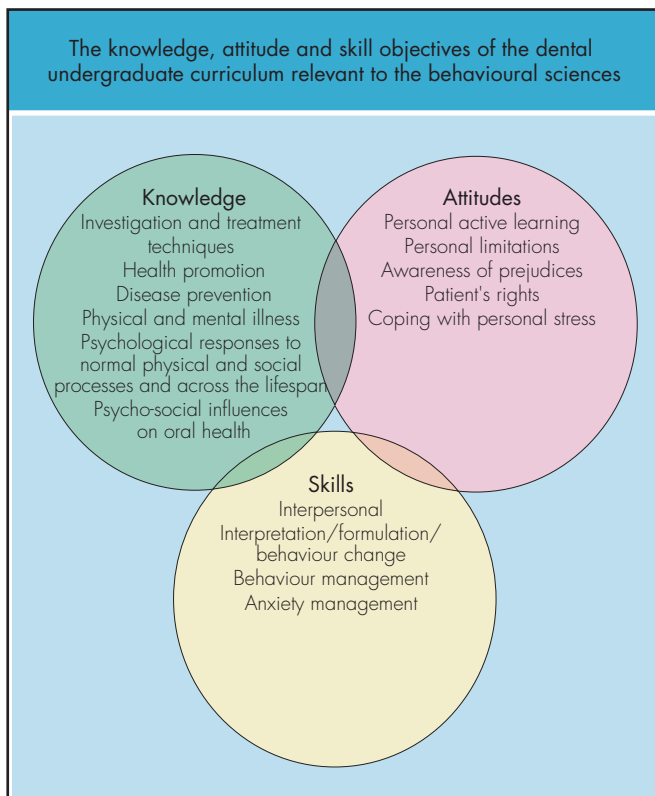 The knowledge, attitude and skill objectives of the dental
undergraduate curriculum relevant to the behavioural sciences
Knowledge
Investigation and treatment
techniques
Health promotion
Disease prevention
Physical and mental illness
Psychological responses to
normal physical and social
processes and across the lifespan
Psycho-social influences
on oral health
Attitudes
Personal active learning
Personal limitations
Awareness of prejudices
Patient's rights
Coping with personal stress
Skills
Interpersonal
Interpretation/formulation/
behaviour change
Behaviour management
Anxiety management